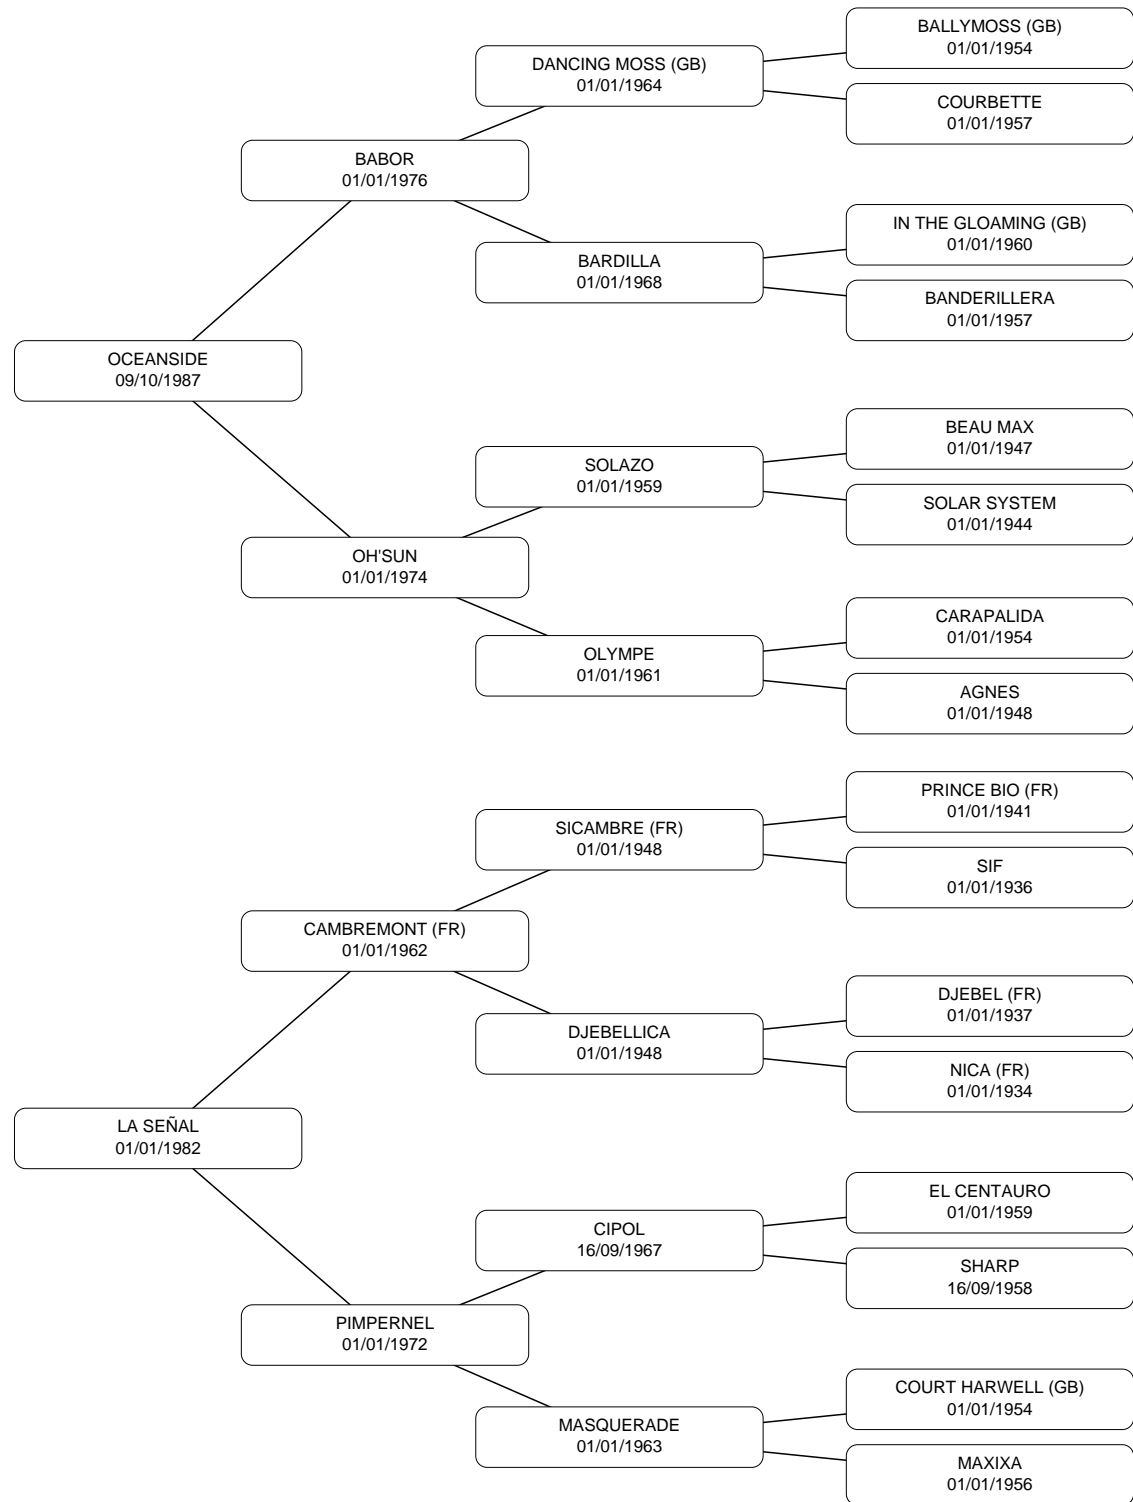 BALLYMOSS (GB)
01/01/1954
DANCING MOSS (GB)
01/01/1964
COURBETTE
01/01/1957
BABOR
01/01/1976
IN THE GLOAMING (GB)
01/01/1960
BARDILLA
01/01/1968
BANDERILLERA
01/01/1957
OCEANSIDE
09/10/1987
BEAU MAX
01/01/1947
SOLAZO
01/01/1959
SOLAR SYSTEM
01/01/1944
OH'SUN
01/01/1974
CARAPALIDA
01/01/1954
OLYMPE
01/01/1961
AGNES
01/01/1948
PRINCE BIO (FR)
01/01/1941
SICAMBRE (FR)
01/01/1948
SIF
01/01/1936
CAMBREMONT (FR)
01/01/1962
DJEBEL (FR)
01/01/1937
DJEBELLICA
01/01/1948
NICA (FR)
01/01/1934
LA SEÑAL
01/01/1982
EL CENTAURO
01/01/1959
CIPOL
16/09/1967
SHARP
16/09/1958
PIMPERNEL
01/01/1972
COURT HARWELL (GB)
01/01/1954
MASQUERADE
01/01/1963
MAXIXA
01/01/1956